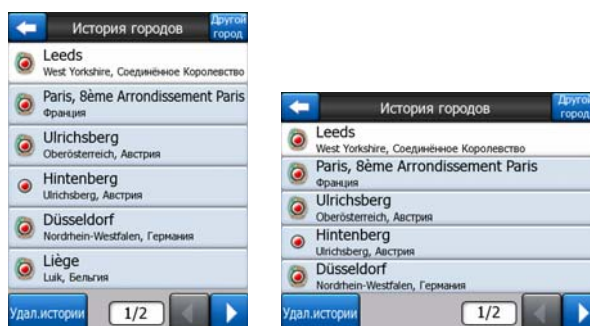 История городов
Другой
город
Leeds
West Yorkshire, Соединённое Королевство
Paris, 8ème Arrondissement Paris
Франция
Ulrichsberg
Oberösterreich, Австрия
Hintenberg
Ulrichsberg, Австрия
Düsseldorf
Nordrhein-Westfalen, Германия
Liège
Luik, Бельгия
Удал.истории
1/2
История городов
Другой
город
Leeds
West Yorkshire, Соединённое Королевство
Paris, 8ème Arrondissement Paris
Франция
Ulrichsberg
Oberösterreich, Австрия
Hintenberg
Ulrichsberg, Австрия
Düsseldorf
Nordrhein-Westfalen, Германия
Удал.истории
1/2